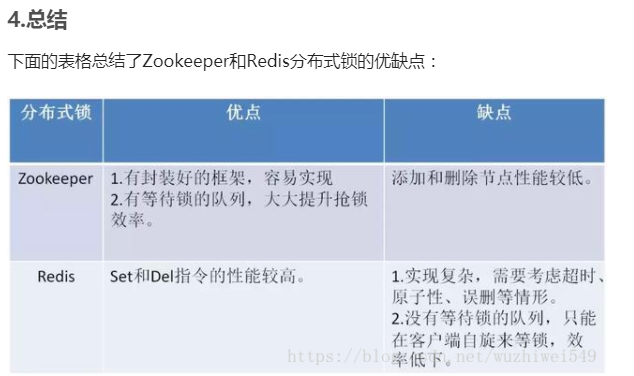 4.总结
下面的表格总结了Zookeeper和Redis分布式锁的优缺点：
分布式锁
优点
缺点
Zookeeper
1.有封装好的框架，容易实现
2.有等待锁的队列，大大提升抢锁
效率。
添加和删除节点性能较低。
Redis
Set和Del指令的性能较高。
1.实现复杂，需要考虑超时、
原子性、误删等情形。
2.没有等待锁的队列，只能
在客户端自旋来等锁，效
率低下。
https://blog.csdn.net/wuzhiwei549